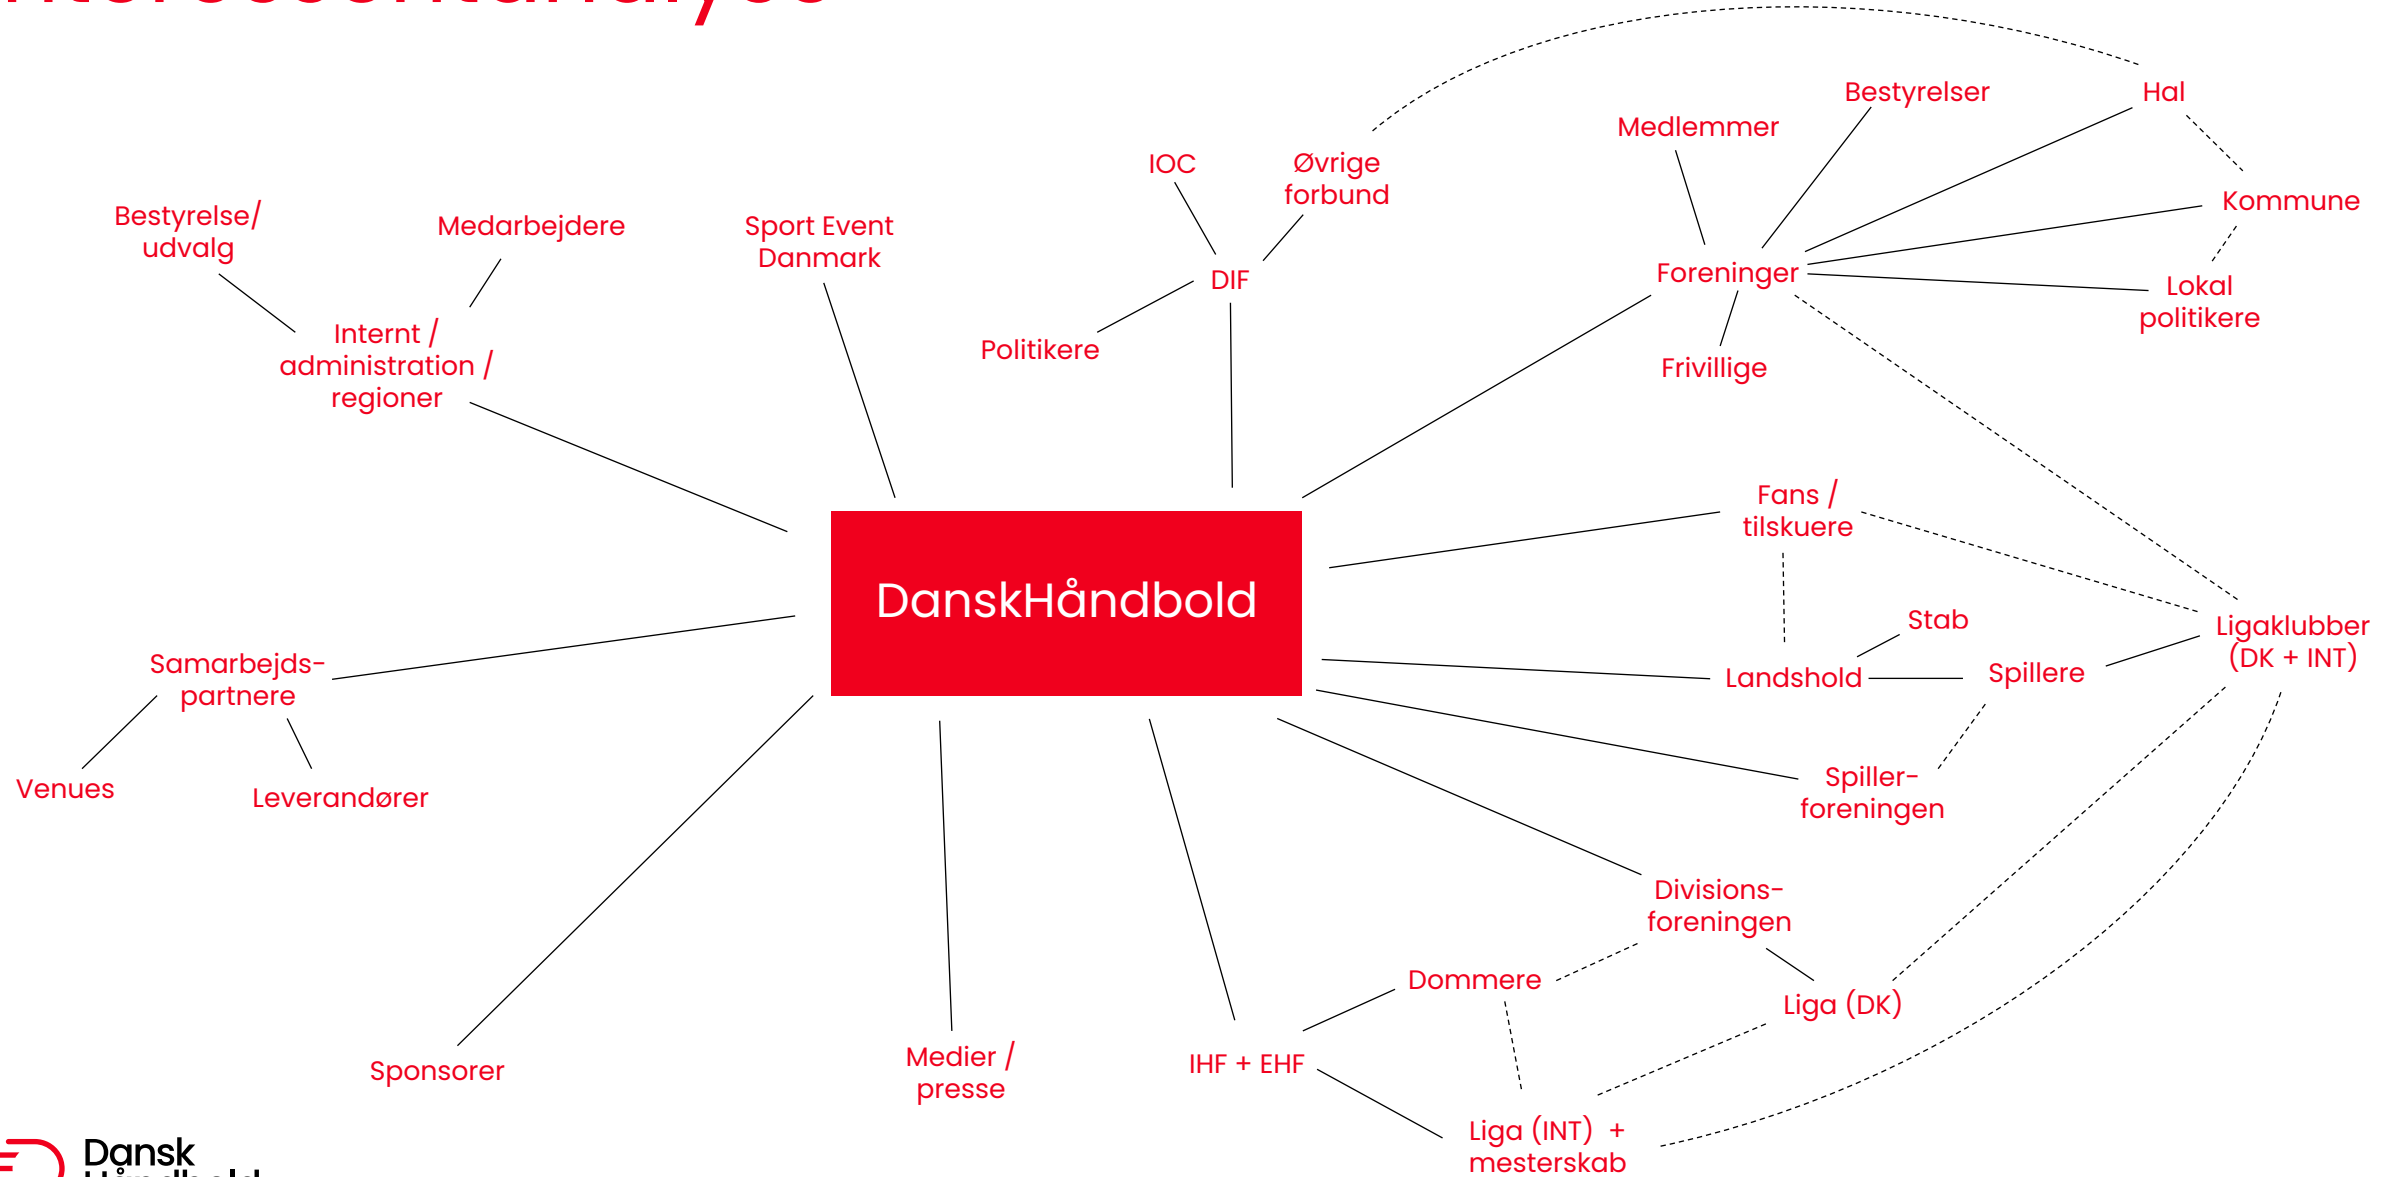 Bestyrelser
Hal
Medlemmer
IOC
Øvrige
forbund
Kommune
Bestyrelse/
udvalg
Medarbejdere
Sport Event
Danmark
DIF
Foreninger
Lokal
politikere
Internt /
administration /
regioner
Politikere
Frivillige
Fans /
tilskuere
DanskHåndbold
Stab
Ligaklubber
(DK + INT)
Samarbejds-
partnere
Landshold
Spillere
Venues
Leverandører
Spiller-
foreningen
Divisions-
foreningen
Dommere
Liga (DK)
Sponsorer
Medier /
presse
IHF + EHF
Liga (INT) +
mesterskab
Dansk